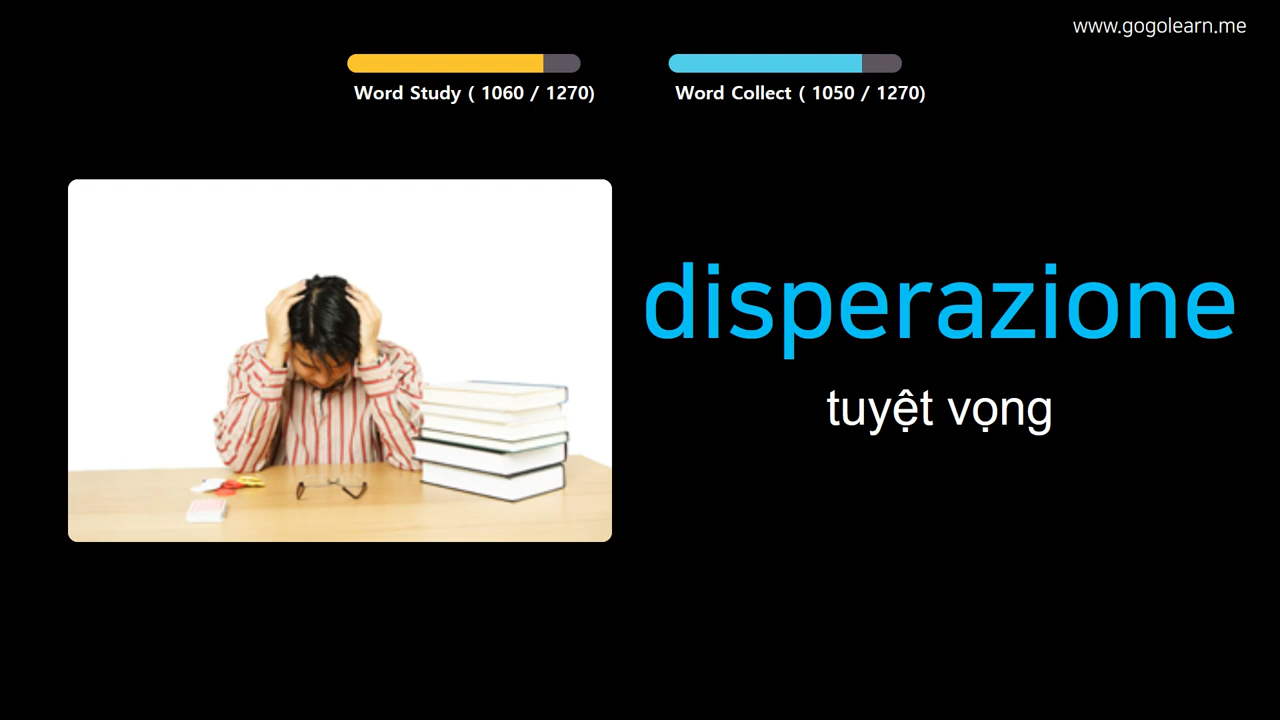 www.gogolearn.me
Word Study ( 1060 / 1270)
Word Collect ( 1050 / 1270)
disperazione
tuyệt vọng